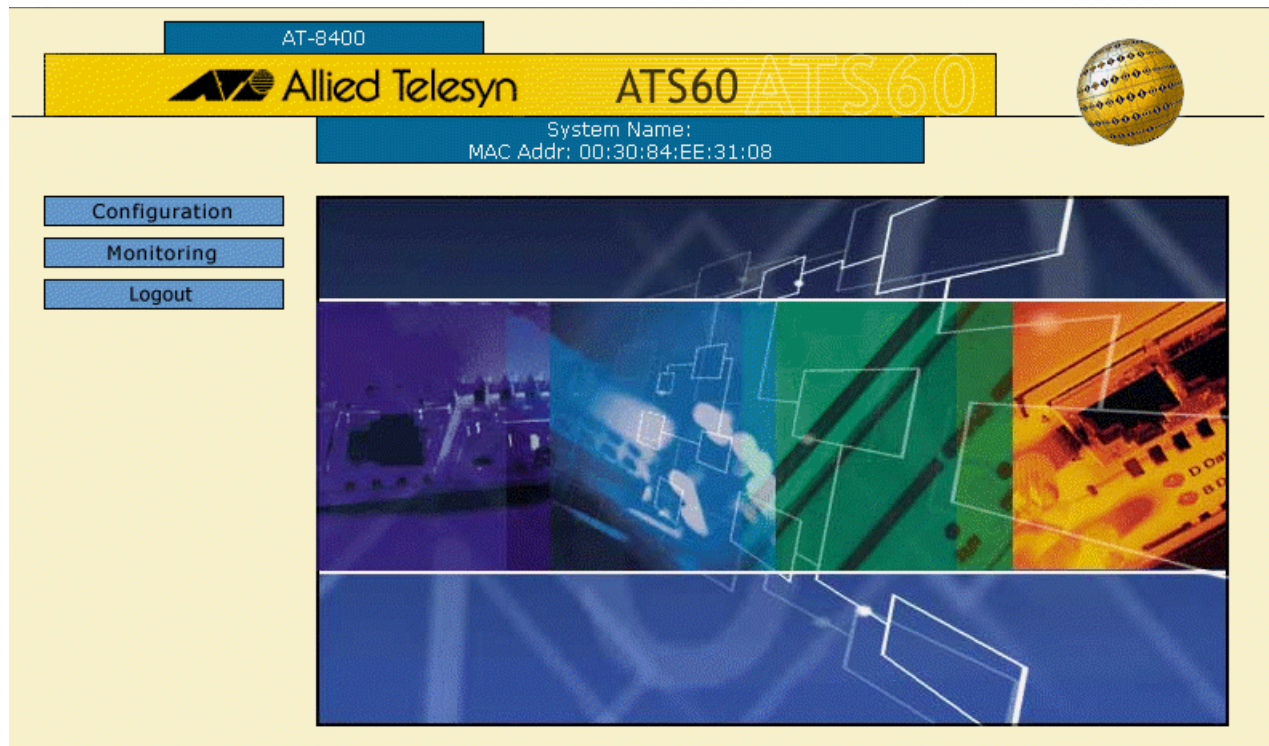 AT-8400
Allied Telesyn
ATS60
ATS60
System Name:
MAC Addr: 00:30:84:EE:31:08
Configuration
Monitoring
Logout